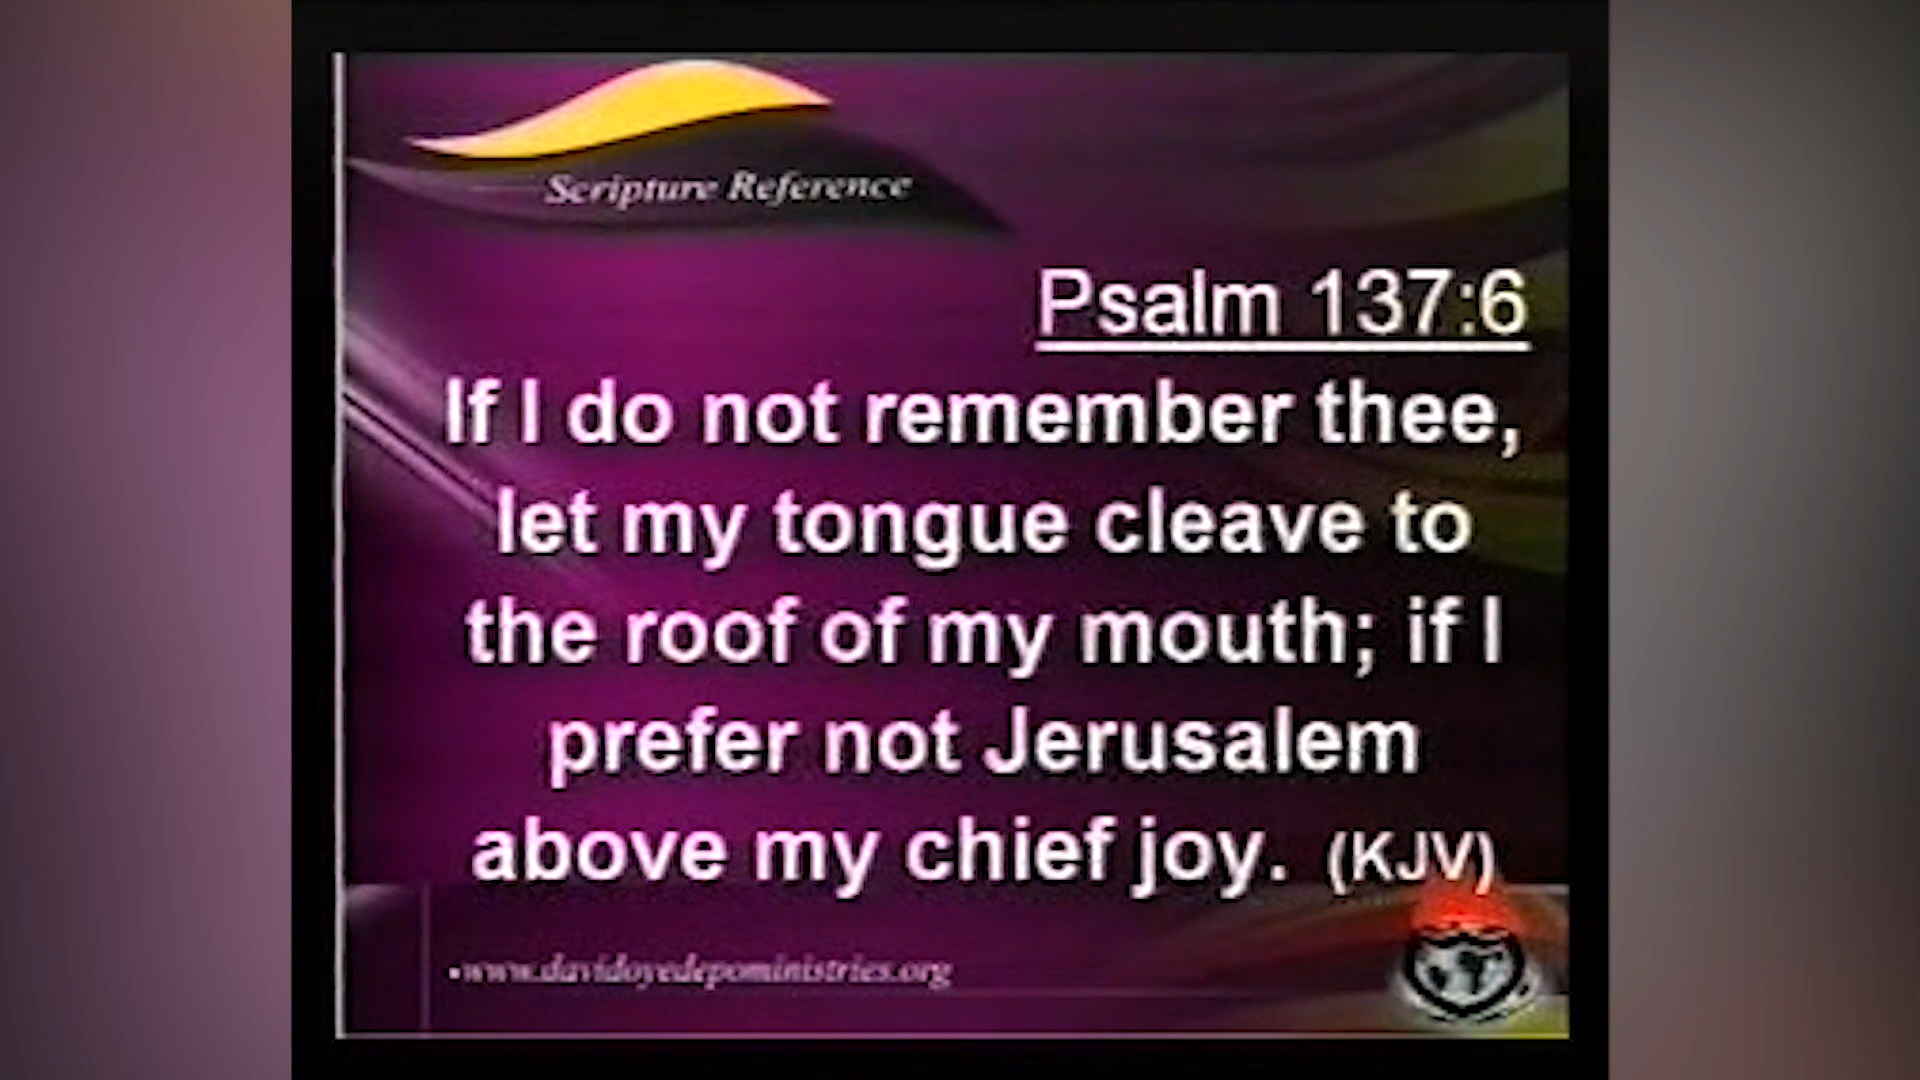 Scripture Reference
Psalm 137:6
If I do not remember thee,
let my tongue cleave to
the roof of my mouth; if I
prefer not Jerusalem
above my chief joy. (KJV)
www.davidoyedepoministries.org